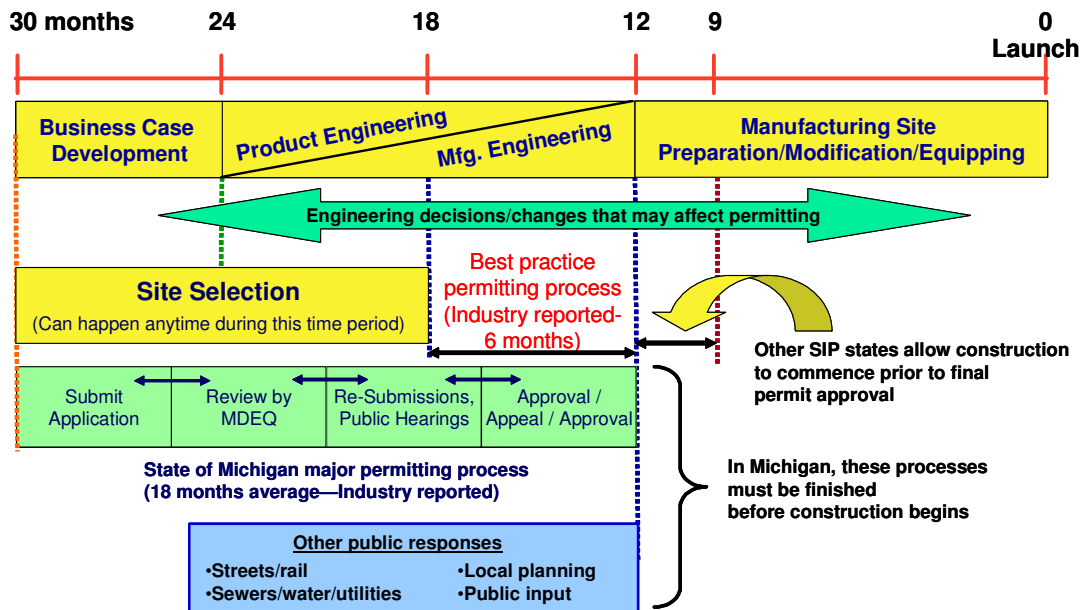 30 months 24 18 12 9 0
Launch
Business Case
Development
Product Engineering
Mfg. Engineering
Manufacturing Site
Preparation/Modification/Equipping
Engineering decisions/changes that may affect permitting
Site Selection
(Can happen anytime during this time period)
Best practice
permitting process
(Industry reported-
6 months)
Other SIP states allow construction
to commence prior to final
permit approval
Submit
Application
Review by
MDEQ
Re-Submissions,
Public Hearings
Approval /
Appeal / Approval
State of Michigan major permitting process
(18 months average—Industry reported)
In Michigan, these processes
must be finished
before construction begins
Other public responses
•Streets/rail
•Sewers/water/utilities
•Local planning
•Public input